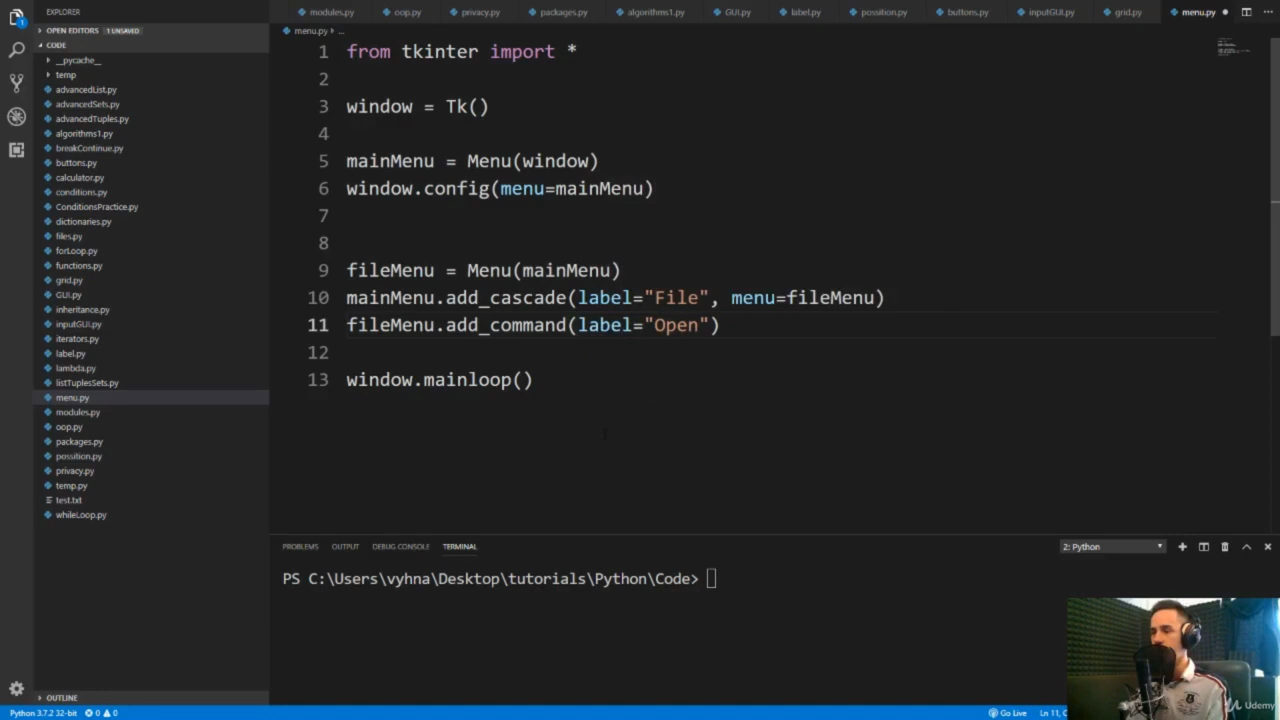 EXPLORER
OPEN EDITORS 1 UNSAVED
CODE
__pycache__
temp
advancedList.py
advancedSets.py
advancedTuples.py
algorithms1.py
breakContinue.py
buttons.py
calculator.py
conditions.py
ConditionsPractice.py
dictionaries.py
files.py
forLoop.py
functions.py
grid.py
GUI.py
inheritance.py
inputGUI.py
iterators.py
label.py
lambda.py
listTuplesSets.py
menu.py
modules.py
oop.py
packages.py
possition.py
privacy.py
temp.py
test.txt
whileLoop.py
OUTLINE
modules.py oop.py privacy.py packages.py algorithms1.py GUI.py label.py possition.py buttons.py inputGUI.py grid.py menu.py
menu.py ...
1 from tkinter import *
2
3 window = Tk()
4
5 mainMenu = Menu(window)
6 window.config(menu=mainMenu)
7
8
9 fileMenu = Menu(mainMenu)
10 mainMenu.add_cascade(label="File", menu=fileMenu)
11 fileMenu.add_command(label="Open")
12
13 window.mainloop()
PROBLEMS OUTPUT DEBUG CONSOLE TERMINAL 2: Python
PS C:\Users\vyhna\Desktop\tutorials\Python\Code>
Python 3.7.2 32-bit 0 0 Go Live Ln 11,
Udemy